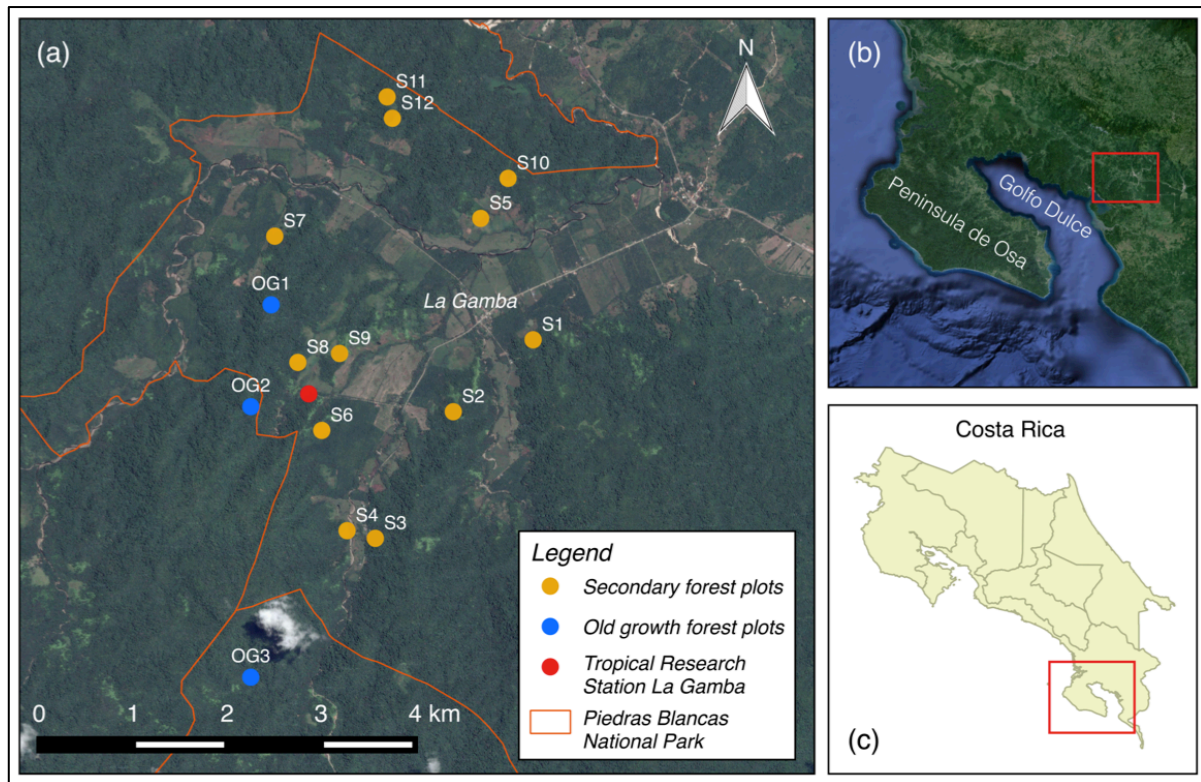 (a)
N
S11
S12
S10
S5
S7
OG1
La Gamba
S1
S9
S8
OG2
S2
S6
S4
S3
OG3
0 1 2 3 4 km
Legend
Secondary forest plots
Old growth forest plots
Tropical Research
Station La Gamba
Piedras Blancas
National Park
(b)
Peninsula de Osa
Golfo Dulce
Costa Rica
(c)